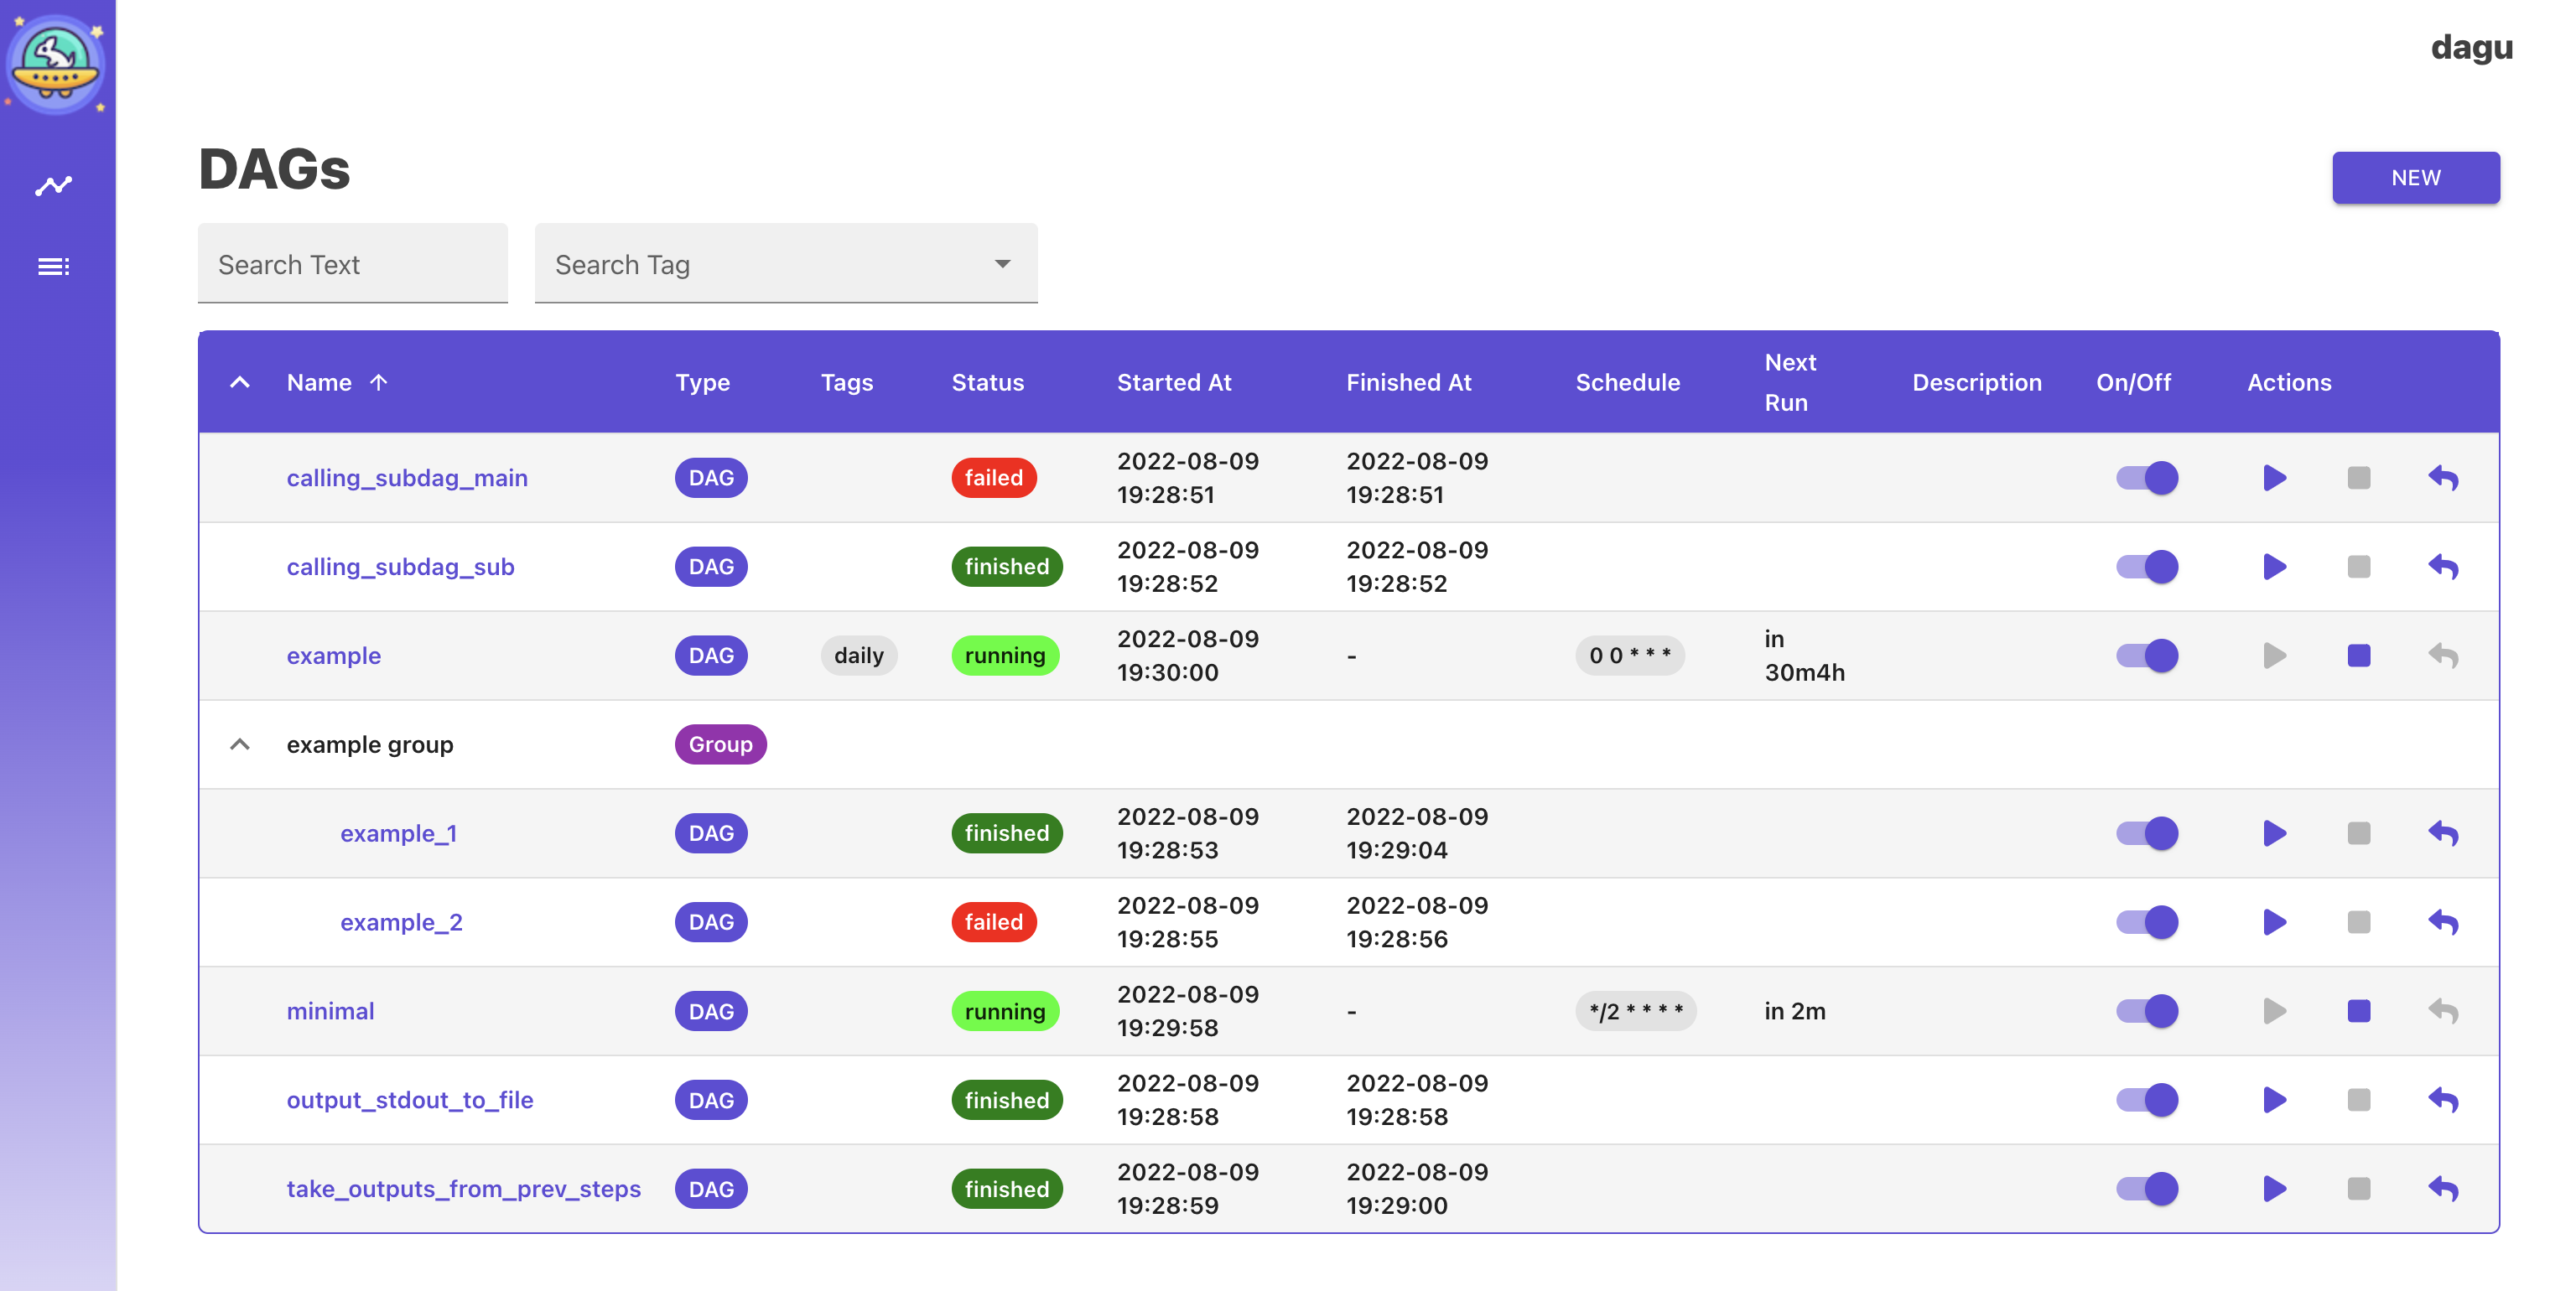 dagu
DAGs
NEW
Search Text
Search Tag
Name Type Tags Status Started At Finished At Schedule Next Run Description On/Off Actions
calling_subdag_main DAG failed 2022-08-09 19:28:51 2022-08-09 19:28:51
calling_subdag_sub DAG finished 2022-08-09 19:28:52 2022-08-09 19:28:52
example DAG daily running 2022-08-09 19:30:00 - 0 0 * * * in 30m4h
example group Group
example_1 DAG finished 2022-08-09 19:28:53 2022-08-09 19:29:04
example_2 DAG failed 2022-08-09 19:28:55 2022-08-09 19:28:56
minimal DAG running 2022-08-09 19:29:58 - */2 * * * * in 2m
output_stdout_to_file DAG finished 2022-08-09 19:28:58 2022-08-09 19:28:58
take_outputs_from_prev_steps DAG finished 2022-08-09 19:28:59 2022-08-09 19:29:00